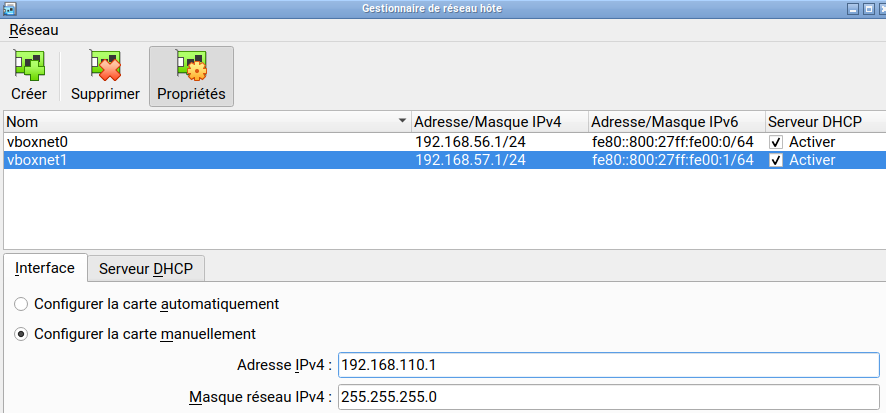 Gestionnaire de réseau hôte
Réseau
Créer Supprimer Propriétés
Nom Adresse/Masque IPv4 Adresse/Masque IPv6 Serveur DHCP
vboxnet0 192.168.56.1/24 fe80::800:27ff:fe00:0/64 Activer
vboxnet1 192.168.57.1/24 fe80::800:27ff:fe00:1/64 Activer
Interface Serveur DHCP
Configurer la carte automatiquement
Configurer la carte manuellement
Adresse IPv4 : 192.168.110.1
Masque réseau IPv4 : 255.255.255.0